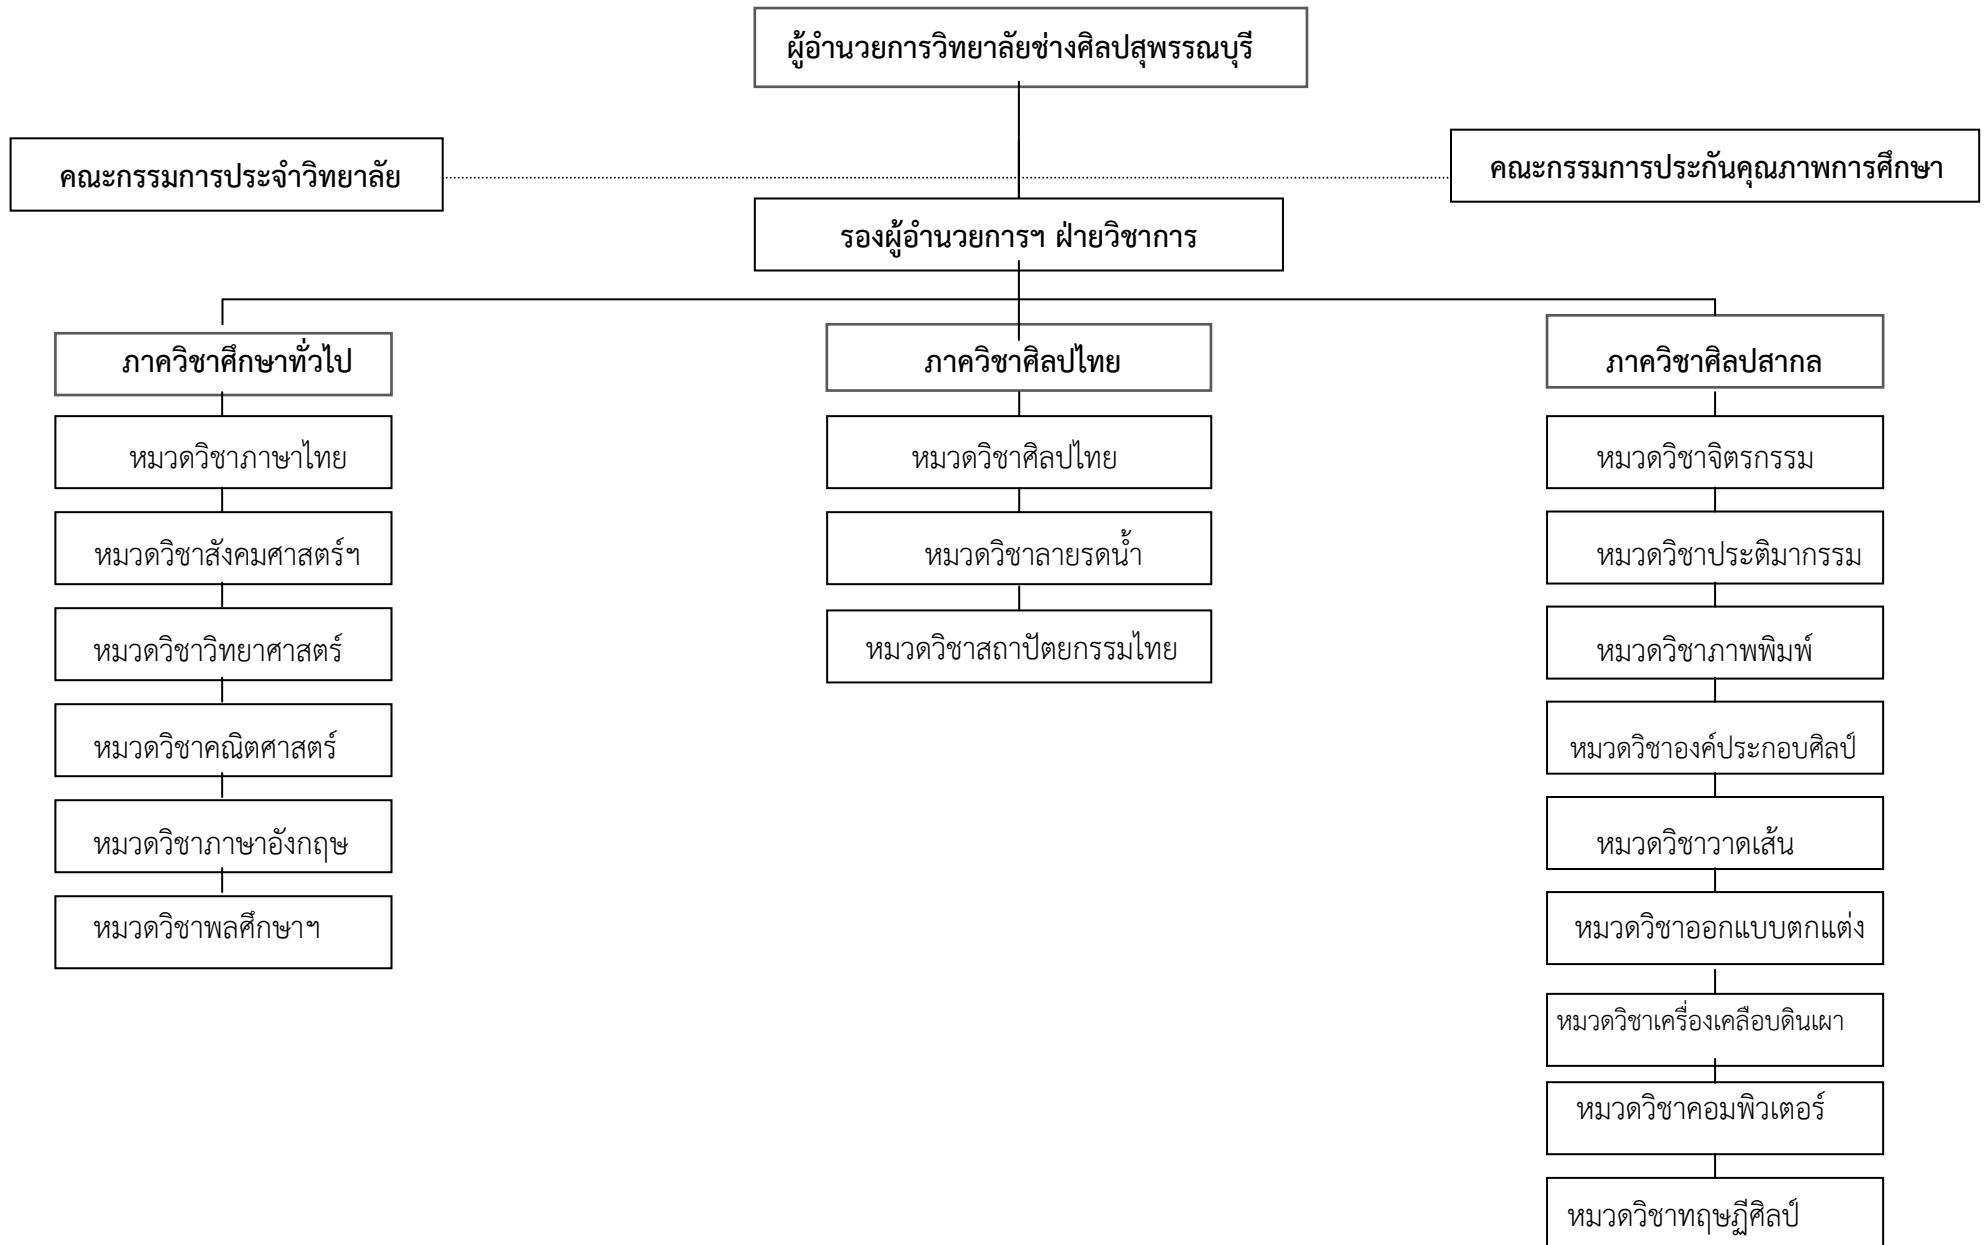 ผู้อำนวยการวิทยาลัยช่างศิลปสุพรรณบุรี
คณะกรรมการประจำวิทยาลัย
คณะกรรมการประกันคุณภาพการศึกษา
รองผู้อำนวยการฯ ฝ่ายวิชาการ
ภาควิชาศึกษาทั่วไป
หมวดวิชาภาษาไทย
หมวดวิชาสังคมศาสตร์ฯ
หมวดวิชาวิทยาศาสตร์
หมวดวิชาคณิตศาสตร์
หมวดวิชาภาษาอังกฤษ
หมวดวิชาพลศึกษาฯ
ภาควิชาศิลปไทย
หมวดวิชาศิลปไทย
หมวดวิชาลายรดน้ำ
หมวดวิชาสถาปัตยกรรมไทย
ภาควิชาศิลปสากล
หมวดวิชาจิตรกรรม
หมวดวิชาประติมากรรม
หมวดวิชาภาพพิมพ์
หมวดวิชาองค์ประกอบศิลป์
หมวดวิชาวาดเส้น
หมวดวิชาออกแบบตกแต่ง
หมวดวิชาเครื่องเคลือบดินเผา
หมวดวิชาคอมพิวเตอร์
หมวดวิชาทฤษฏีศิลป์